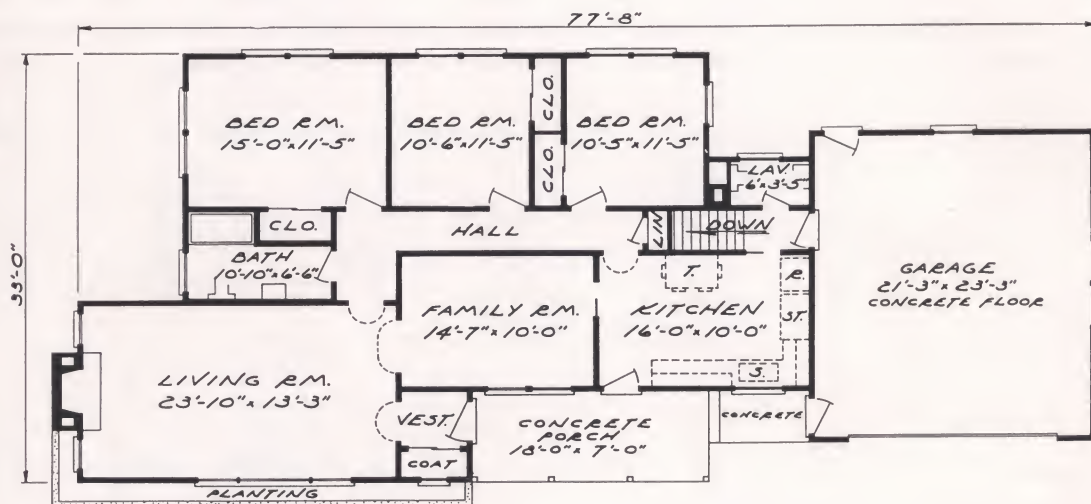 77'-8"
33'-0"
BED RM.
15'-0"x11'-5"
BED RM.
10'-6"x11'-5"
CLO.
CLO.
BED RM.
10'-5"x11'-5"
LAV.
6'x3'-5"
CLO.
HALL
LIN
DOWN
BATH
10'-10"x6'-6"
GARAGE
21'-3"x23'-3"
CONCRETE FLOOR
T.
R.
FAMILY RM.
14'-7"x10'-0"
KITCHEN
16'-0"x10'-0"
ST.
S.
LIVING RM.
23'-10"x13'-3"
VEST.
COAT
CONCRETE
PORCH
18'-0"x7'-0"
CONCRETE
PLANTING